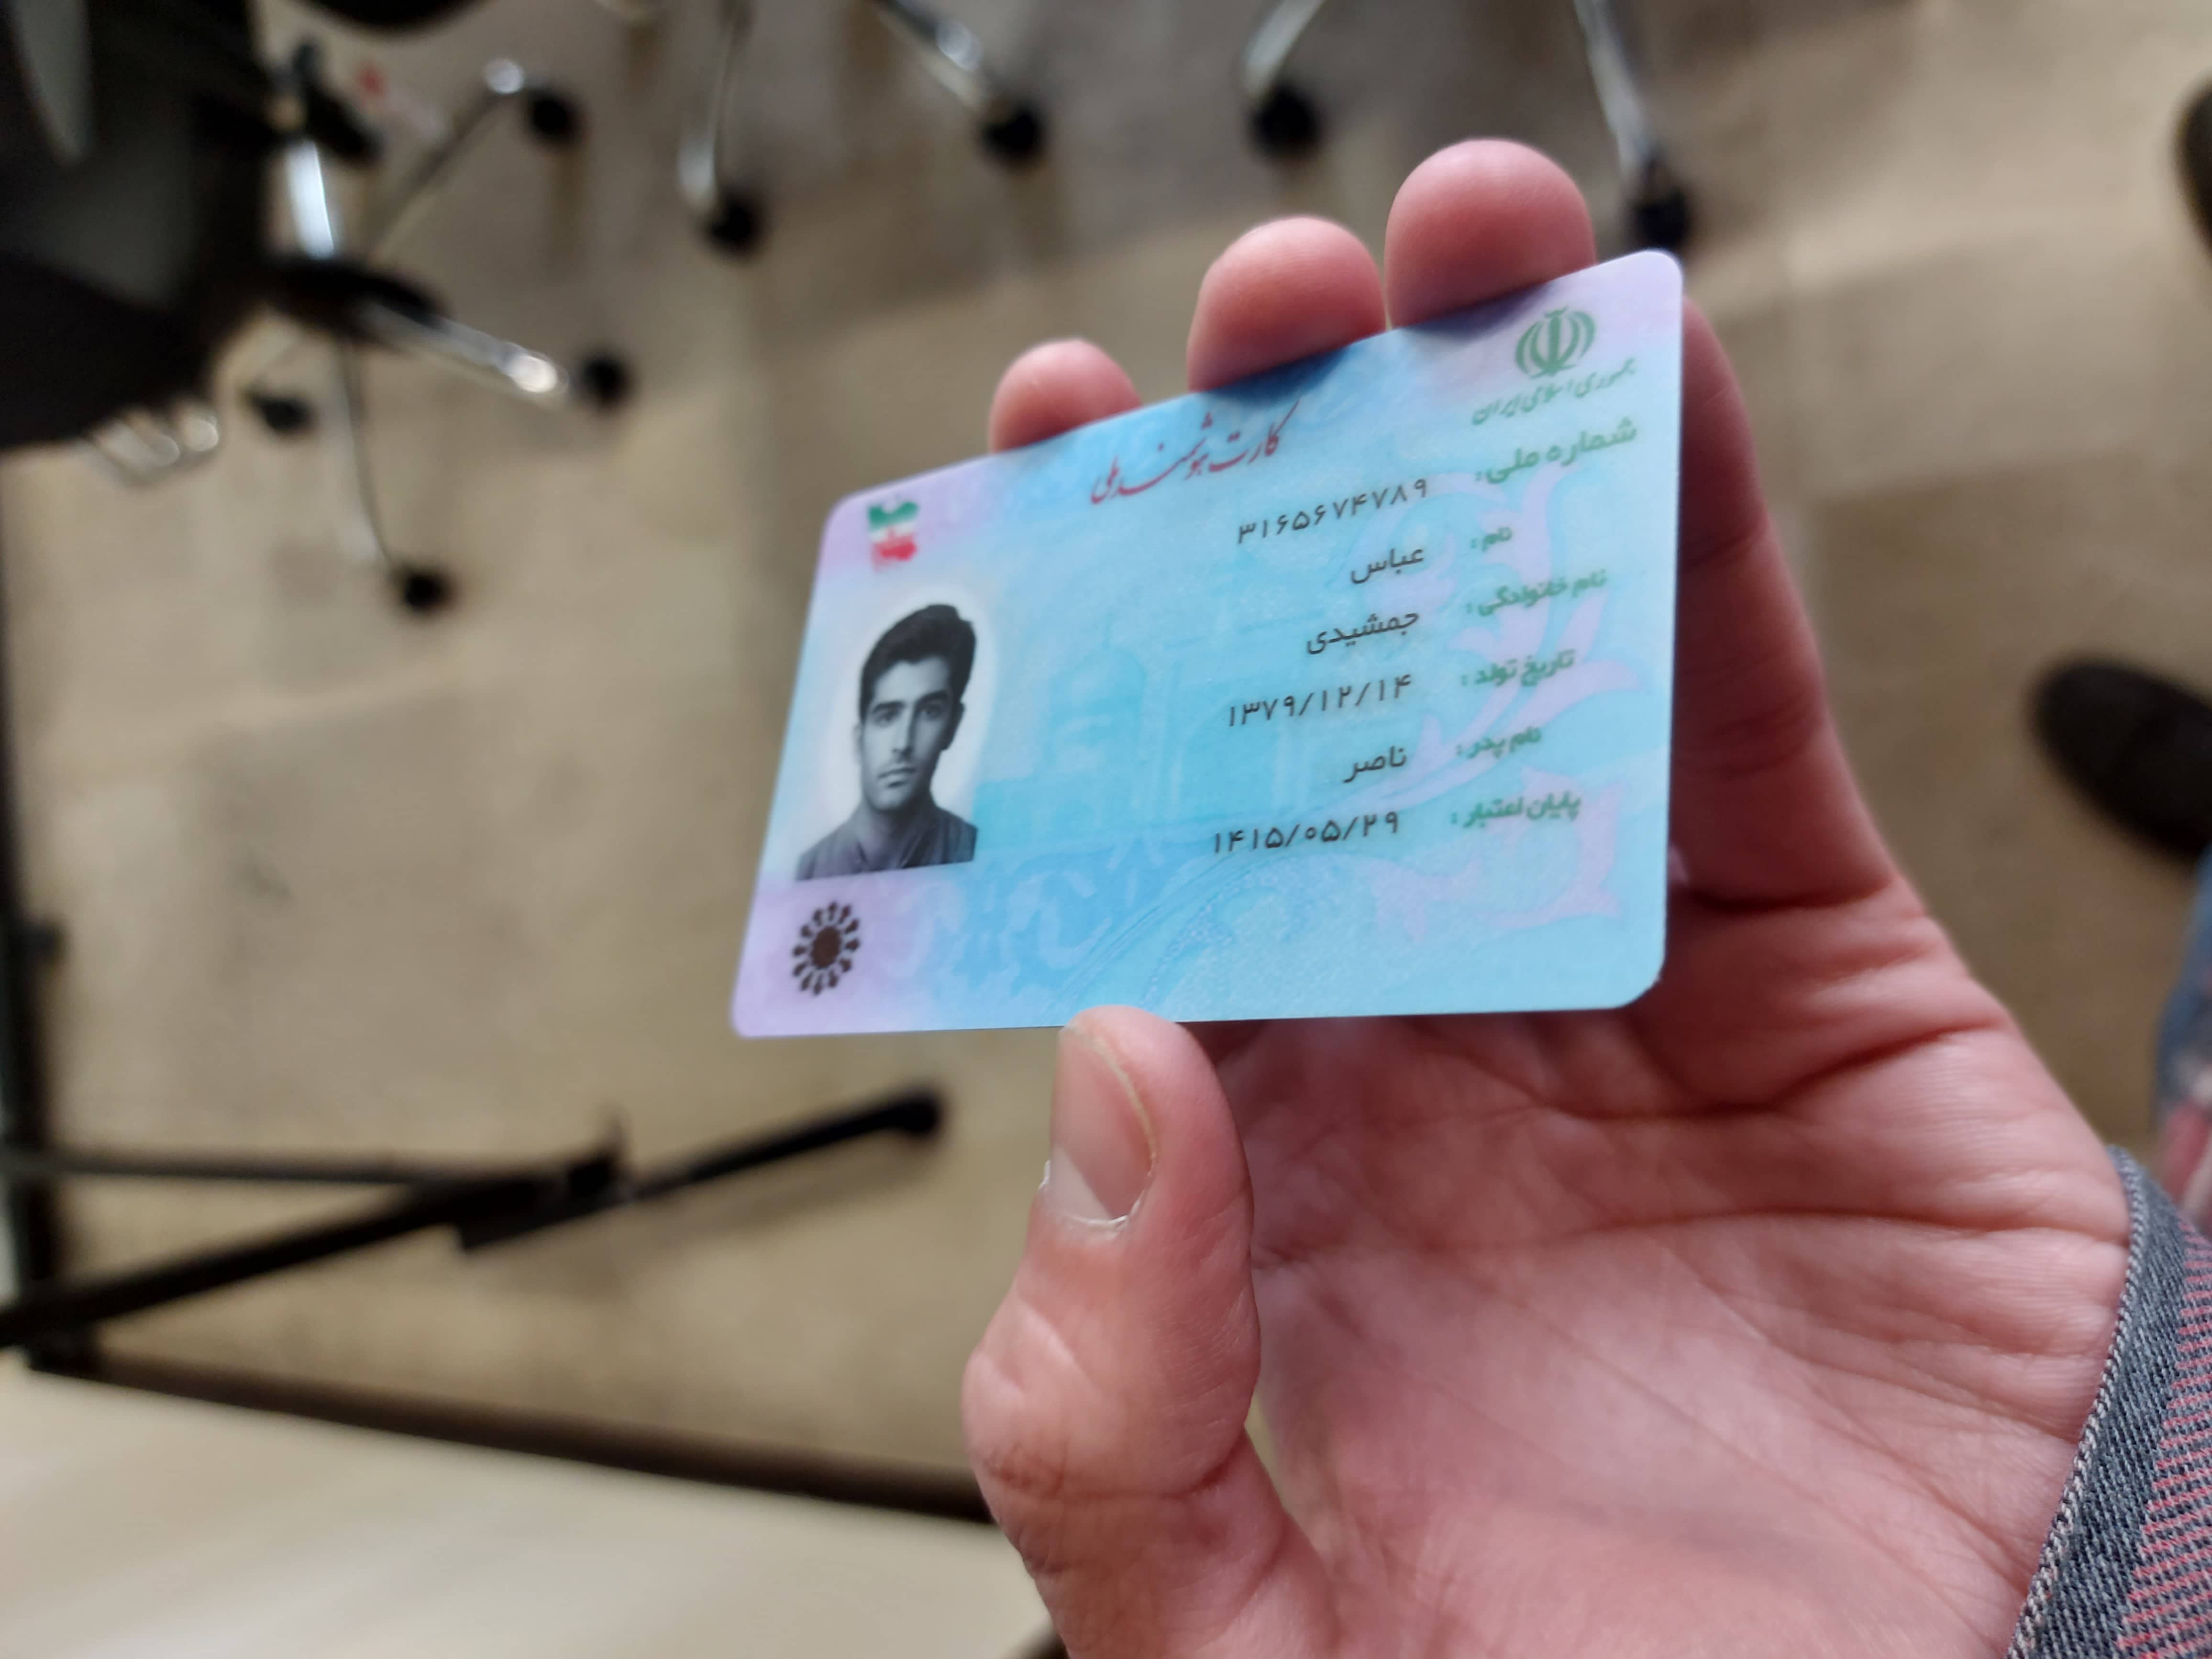 جمهوری اسلامی ایران
کارت هوشمند ملی
شماره ملی: ۳۱۶۵۶۷۴۷۸۹
نام: عباس
نام خانوادگی: جمشیدی
تاریخ تولد: ۱۳۷۹/۱۲/۱۴
نام پدر: ناصر
پایان اعتبار: ۱۴۱۵/۰۵/۲۹